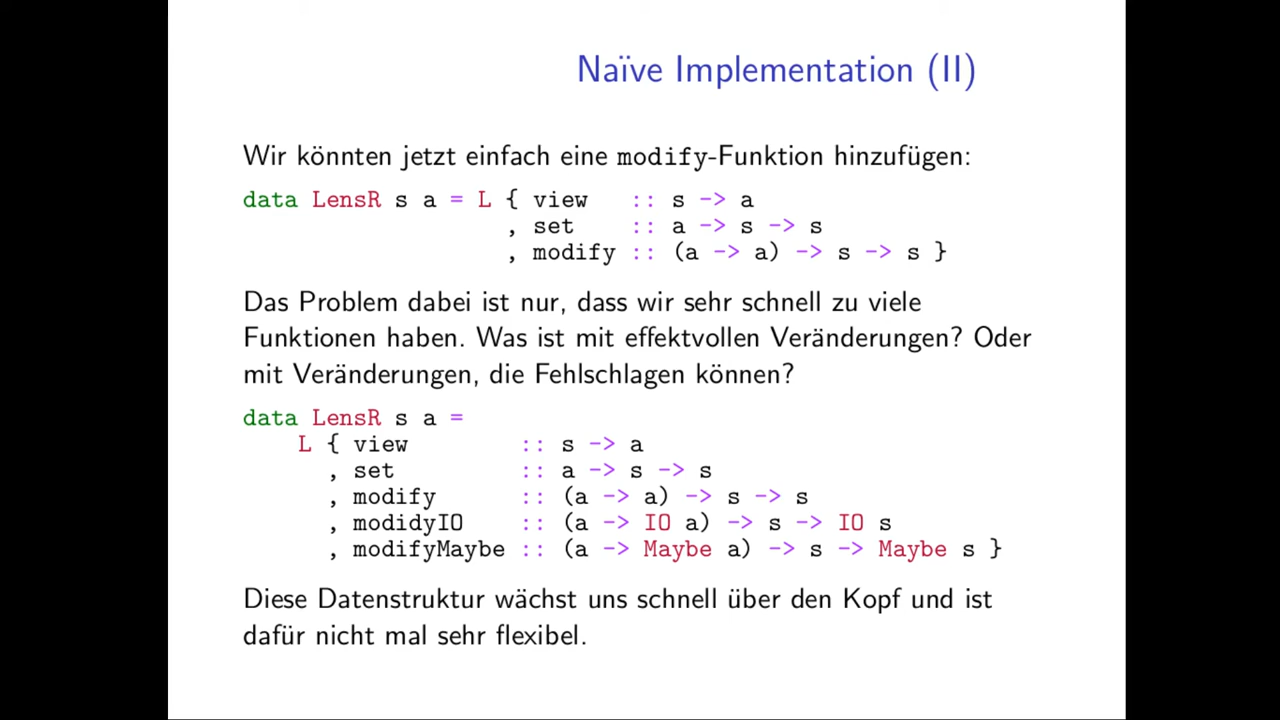 Naïve Implementation (II)
Wir könnten jetzt einfach eine modify-Funktion hinzufügen:
data LensR s a = L { view :: s -> a
, set :: a -> s -> s
, modify :: (a -> a) -> s -> s }
Das Problem dabei ist nur, dass wir sehr schnell zu viele
Funktionen haben. Was ist mit effektvollen Veränderungen? Oder
mit Veränderungen, die Fehlschlagen können?
data LensR s a =
L { view :: s -> a
, set :: a -> s -> s
, modify :: (a -> a) -> s -> s
, modidyIO :: (a -> IO a) -> s -> IO s
, modifyMaybe :: (a -> Maybe a) -> s -> Maybe s }
Diese Datenstruktur wächst uns schnell über den Kopf und ist
dafür nicht mal sehr flexibel.